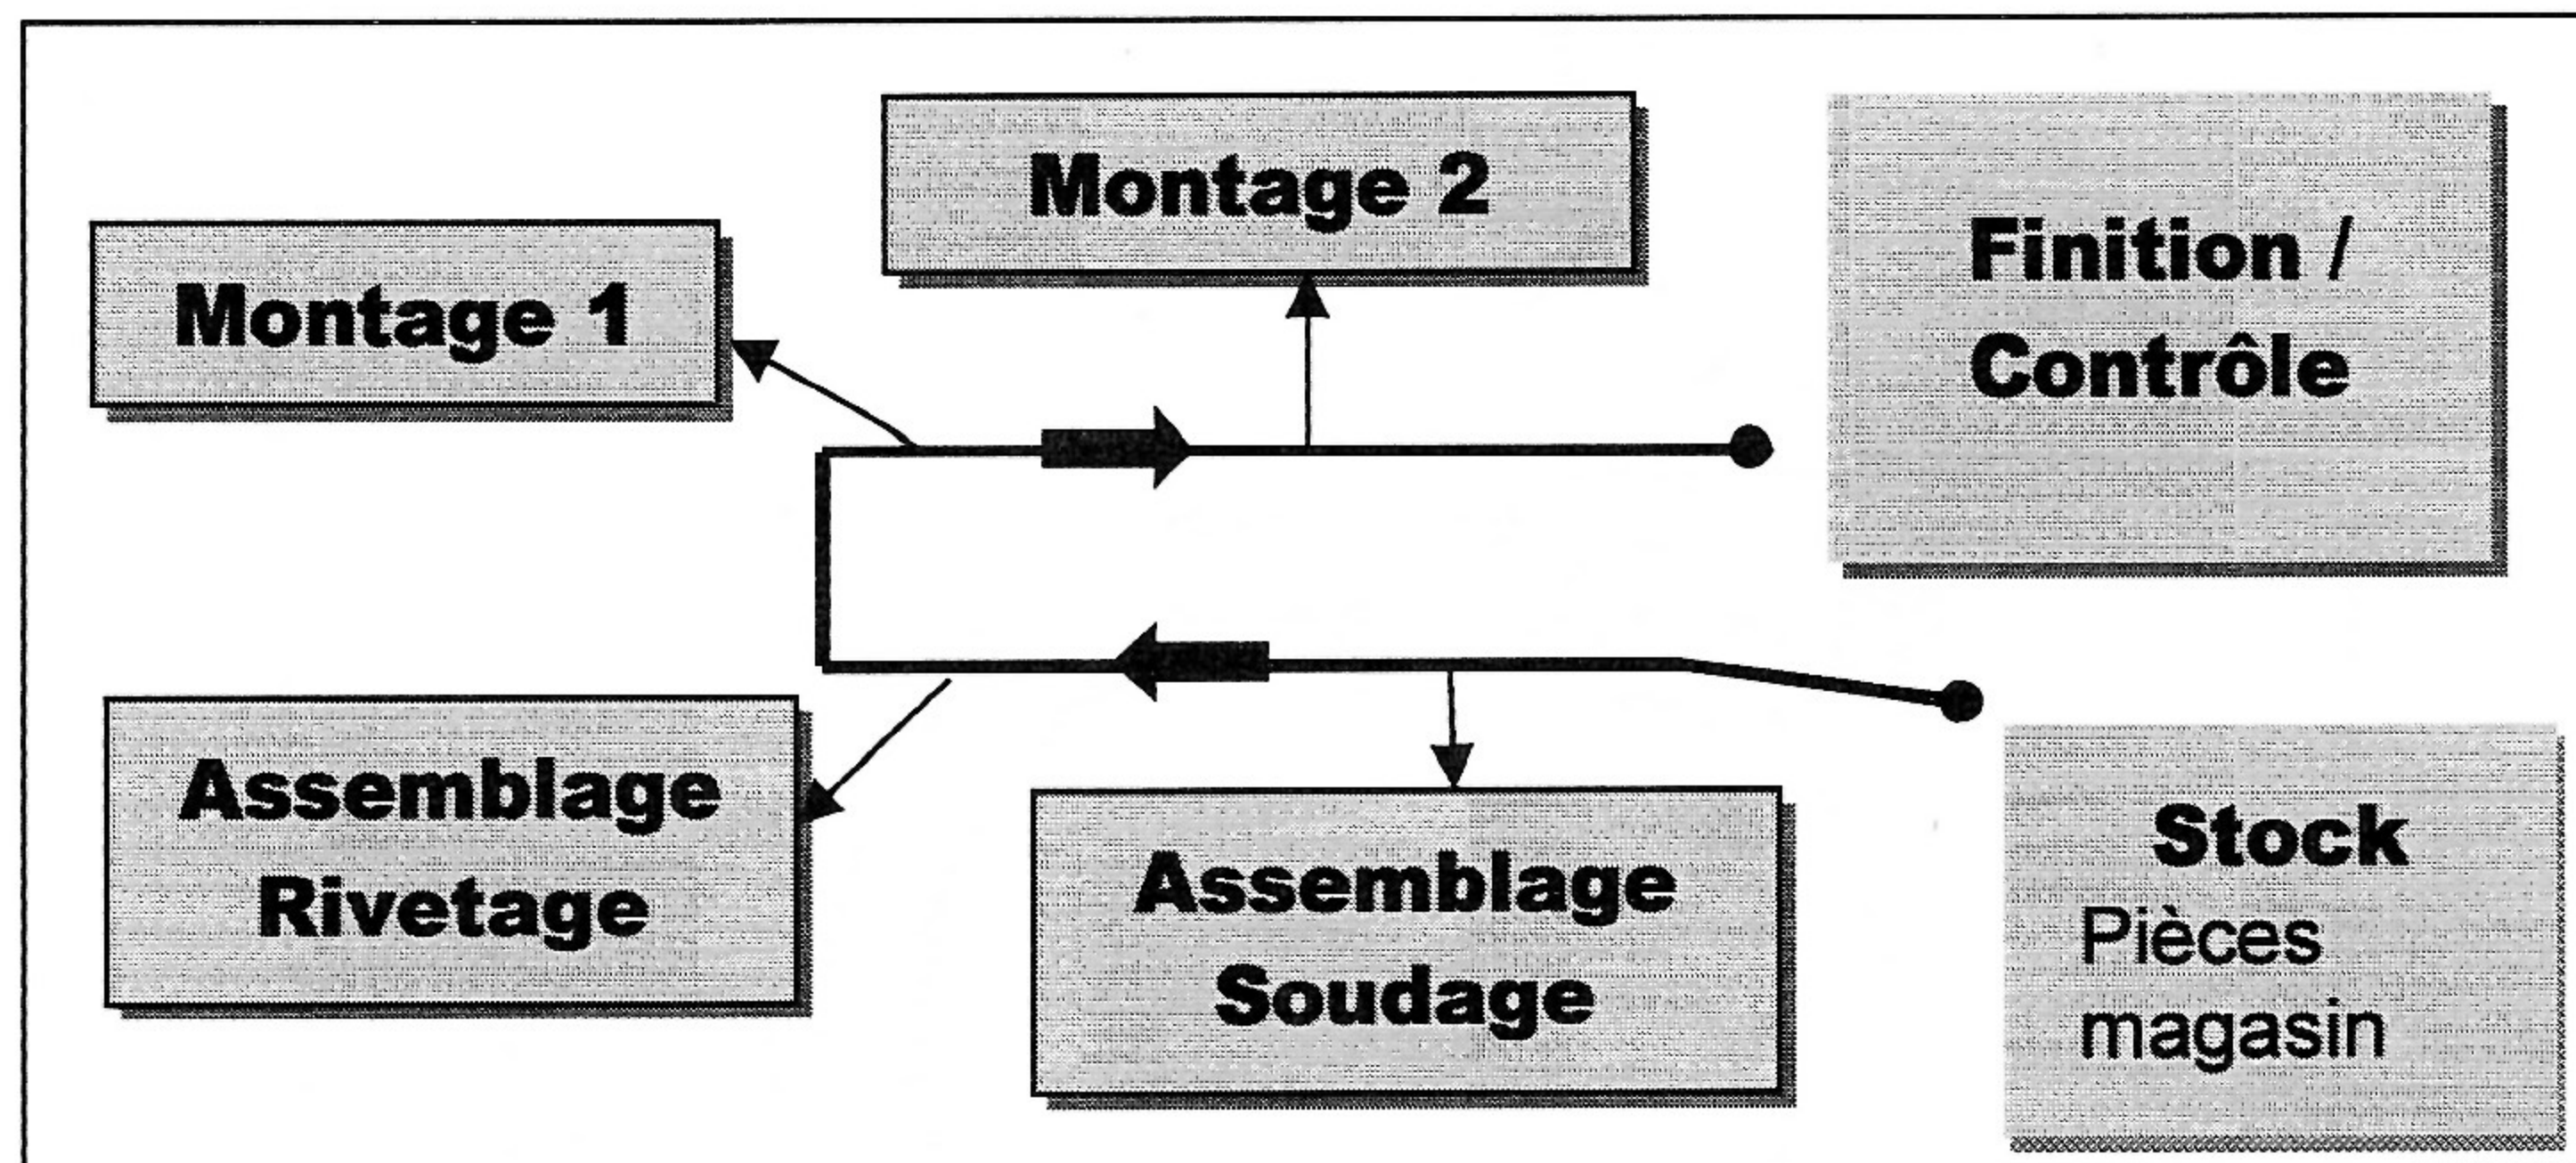 Montage 2
Finition /
Contrôle
Montage 1
Assemblage
Rivetage
Assemblage
Soudage
Stock
Pièces
magasin